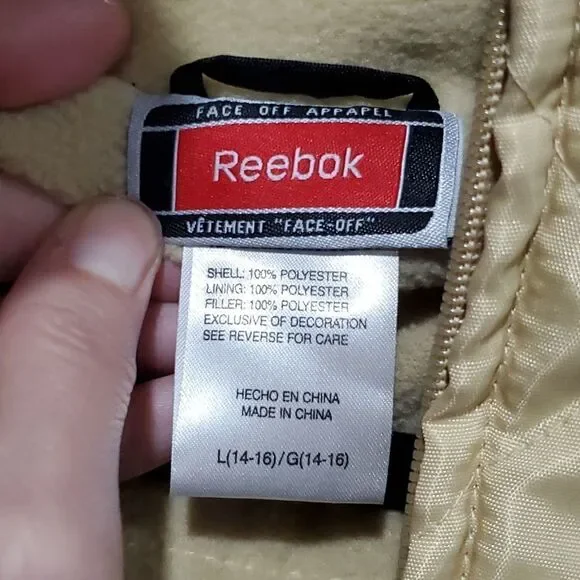 FACE OFF APPAREL
Reebok
VÊTEMENT "FACE-OFF"
SHELL: 100% POLYESTER
LINING: 100% POLYESTER
FILLER: 100% POLYESTER
EXCLUSIVE OF DECORATION
SEE REVERSE FOR CARE
HECHO EN CHINA
MADE IN CHINA
L(14-16)/G(14-16)